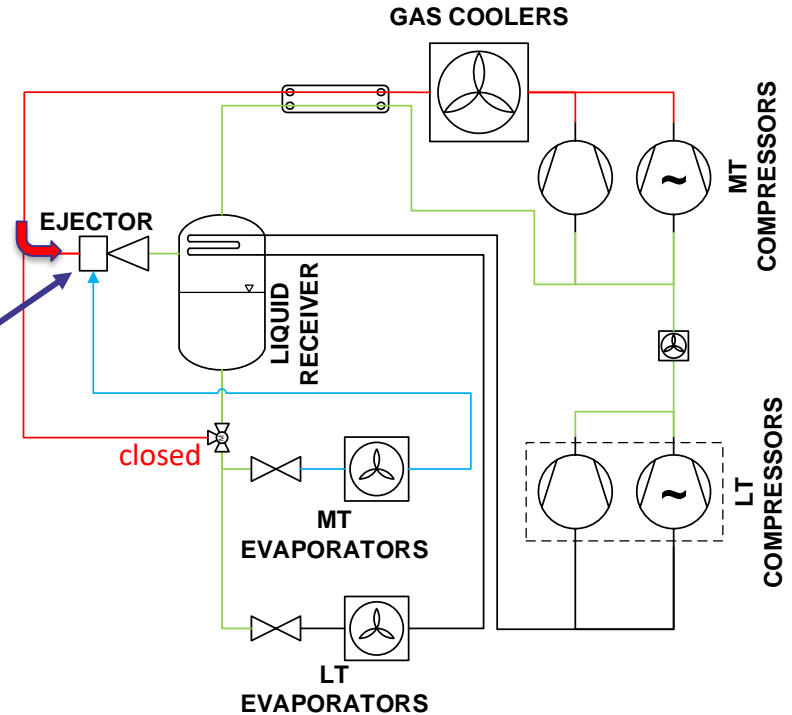 GAS COOLERS
MT
COMPRESSORS
EJECTOR
LIQUID
RECEIVER
closed
~
MT
EVAPORATORS
LT
COMPRESSORS
~
LT
EVAPORATORS
M